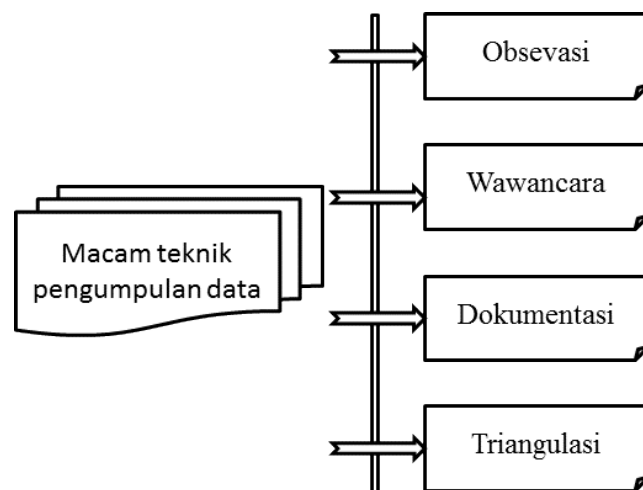 Obsevasi
Wawancara
Macam teknik
pengumpulan data
Dokumentasi
Triangulasi